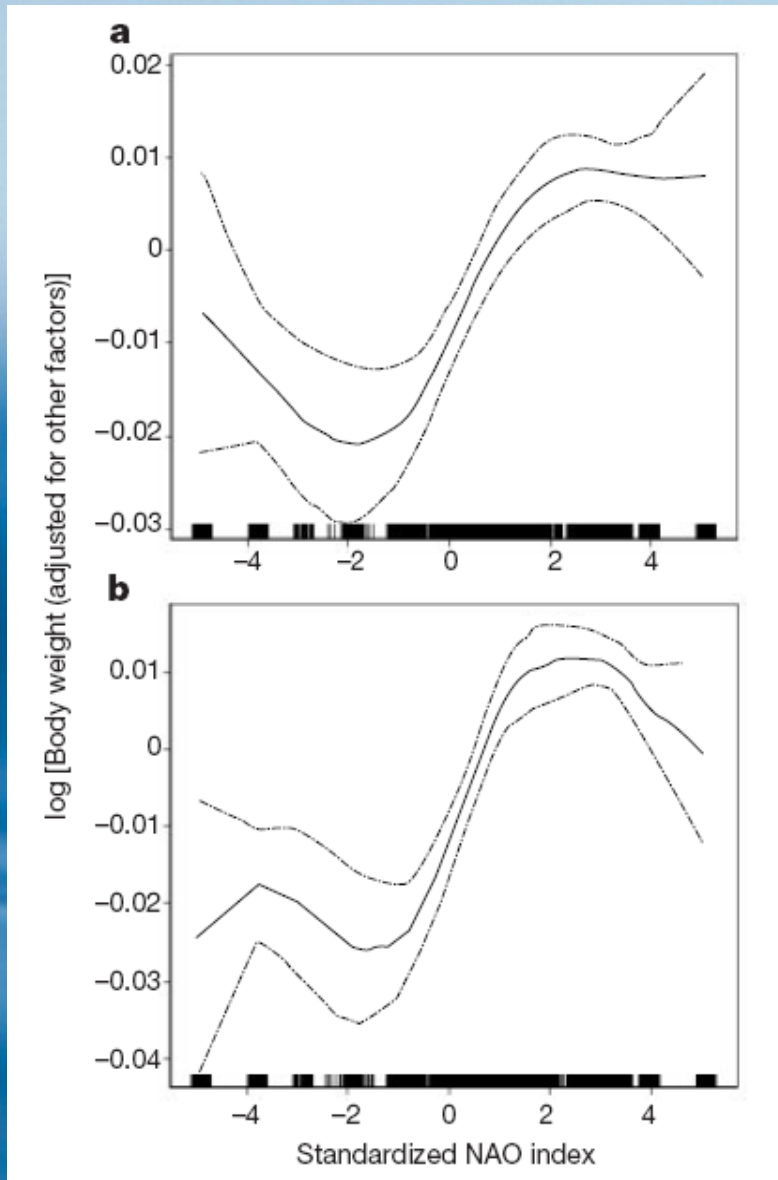 a
0.02
0.01
0
−0.01
−0.02
−0.03
−4 −2 0 2 4
log [Body weight (adjusted for other factors)]
b
0.01
0
−0.01
−0.02
−0.03
−0.04
−4 −2 0 2 4
Standardized NAO index